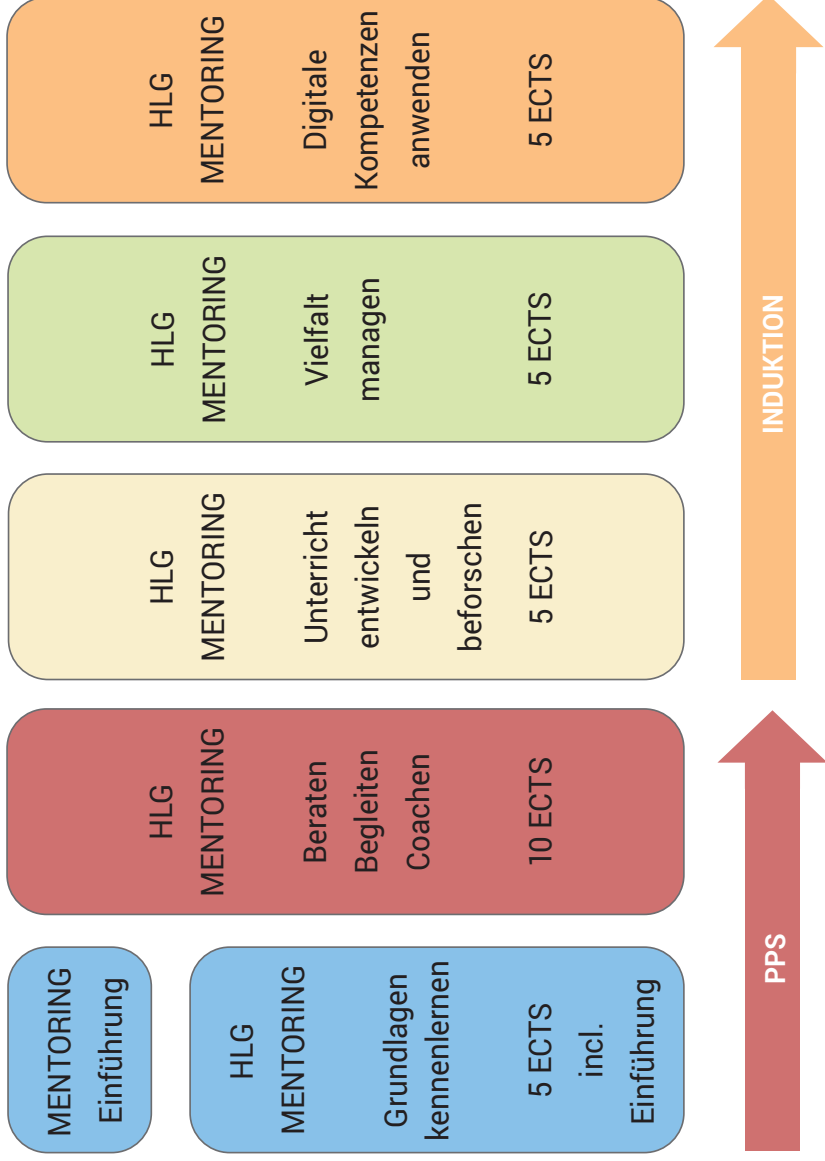 MENTORING
Einführung
HLG
MENTORING
Grundlagen
kennenlernen
5 ECTS
incl.
Einführung
HLG
MENTORING
Beraten
Begleiten
Coachen
10 ECTS
HLG
MENTORING
Unterricht
entwickeln
und
beforschen
5 ECTS
HLG
MENTORING
Vielfalt
managen
5 ECTS
HLG
MENTORING
Digitale
Kompetenzen
anwenden
5 ECTS
PPS
INDUKTION